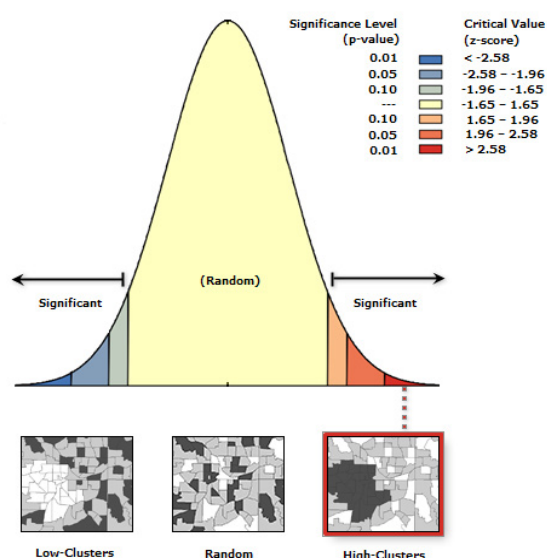 Significance Level Critical Value
(p-value) (z-score)
0.01 < -2.58
0.05 -2.58 – -1.96
0.10 -1.96 – -1.65
--- -1.65 – 1.65
0.10 1.65 – 1.96
0.05 1.96 – 2.58
0.01 > 2.58
(Random)
Significant Significant
Low-Clusters Random High-Clusters